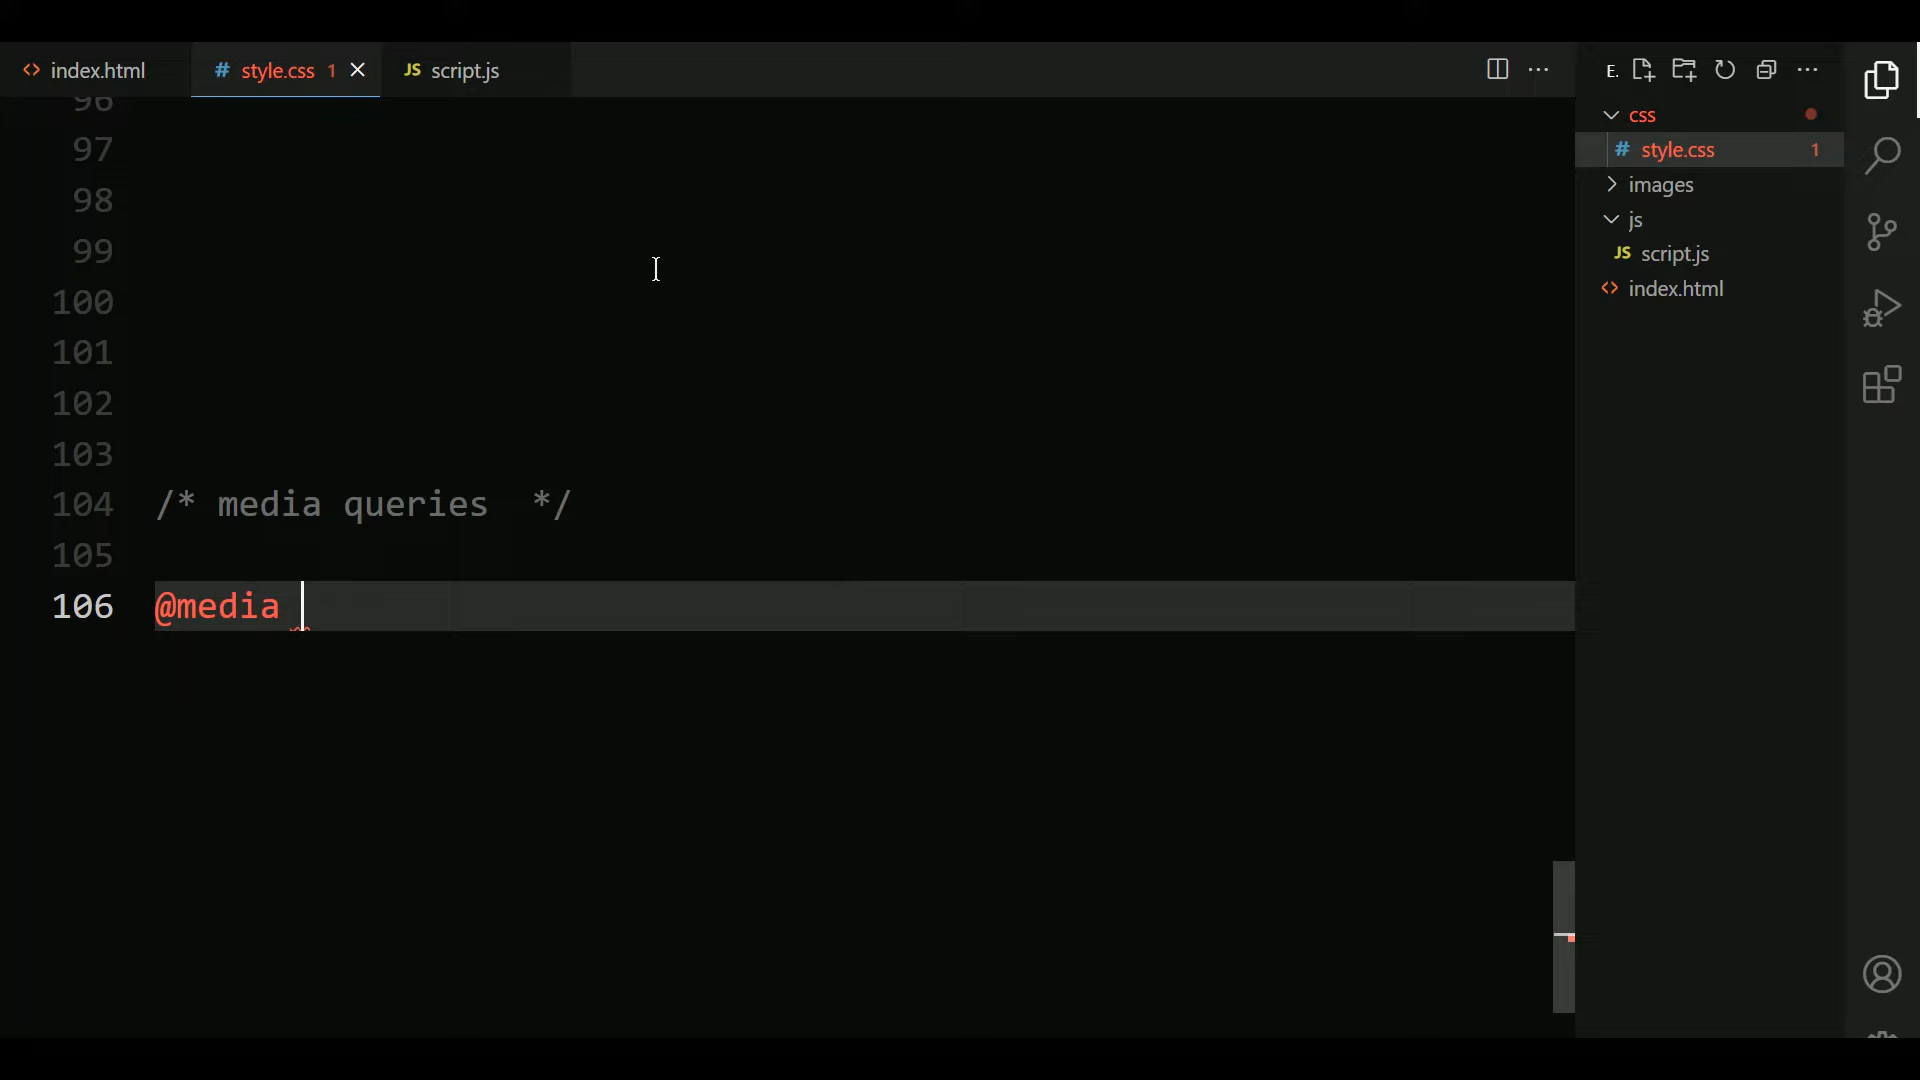 index.html
style.css 1
JS script.js
E.
96
97
98
99
100
101
102
103
104 /* media queries */
105
106 @media
css
# style.css 1
images
js
JS script.js
index.html